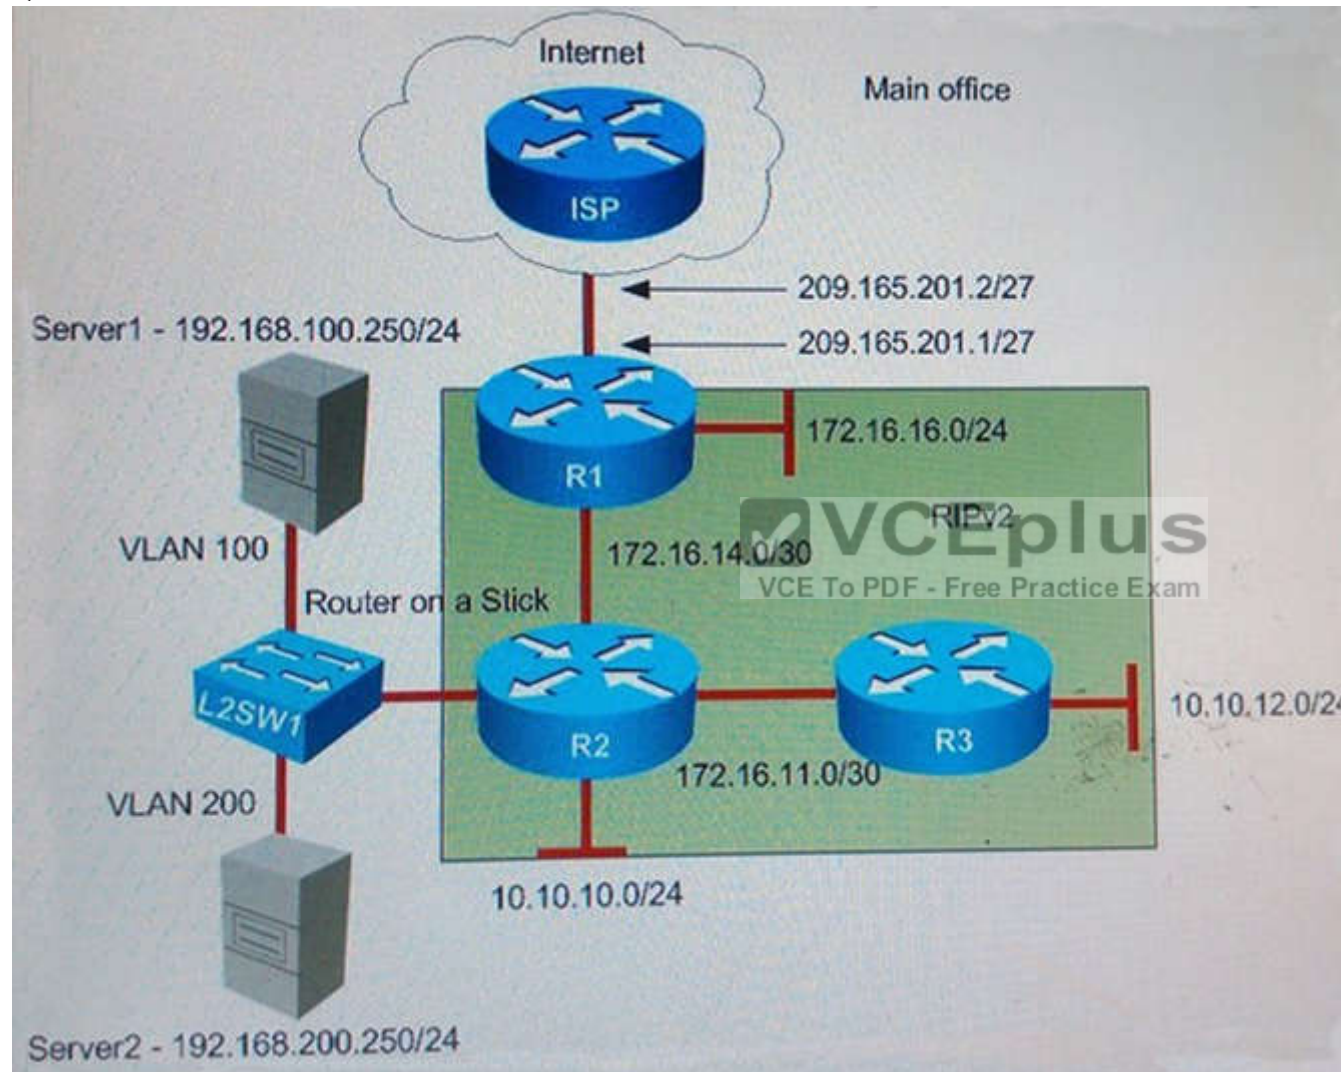 Internet
Main office
ISP
209.165.201.2/27
Server1 - 192.168.100.250/24
209.165.201.1/27
172.16.16.0/24
R1
RIPv2
VCEplus
VLAN 100
172.16.14.0/30
VCE To PDF - Free Practice Exam
Router on a Stick
L2SW1
R2
R3
10.10.12.0/24
172.16.11.0/30
VLAN 200
10.10.10.0/24
Server2 - 192.168.200.250/24